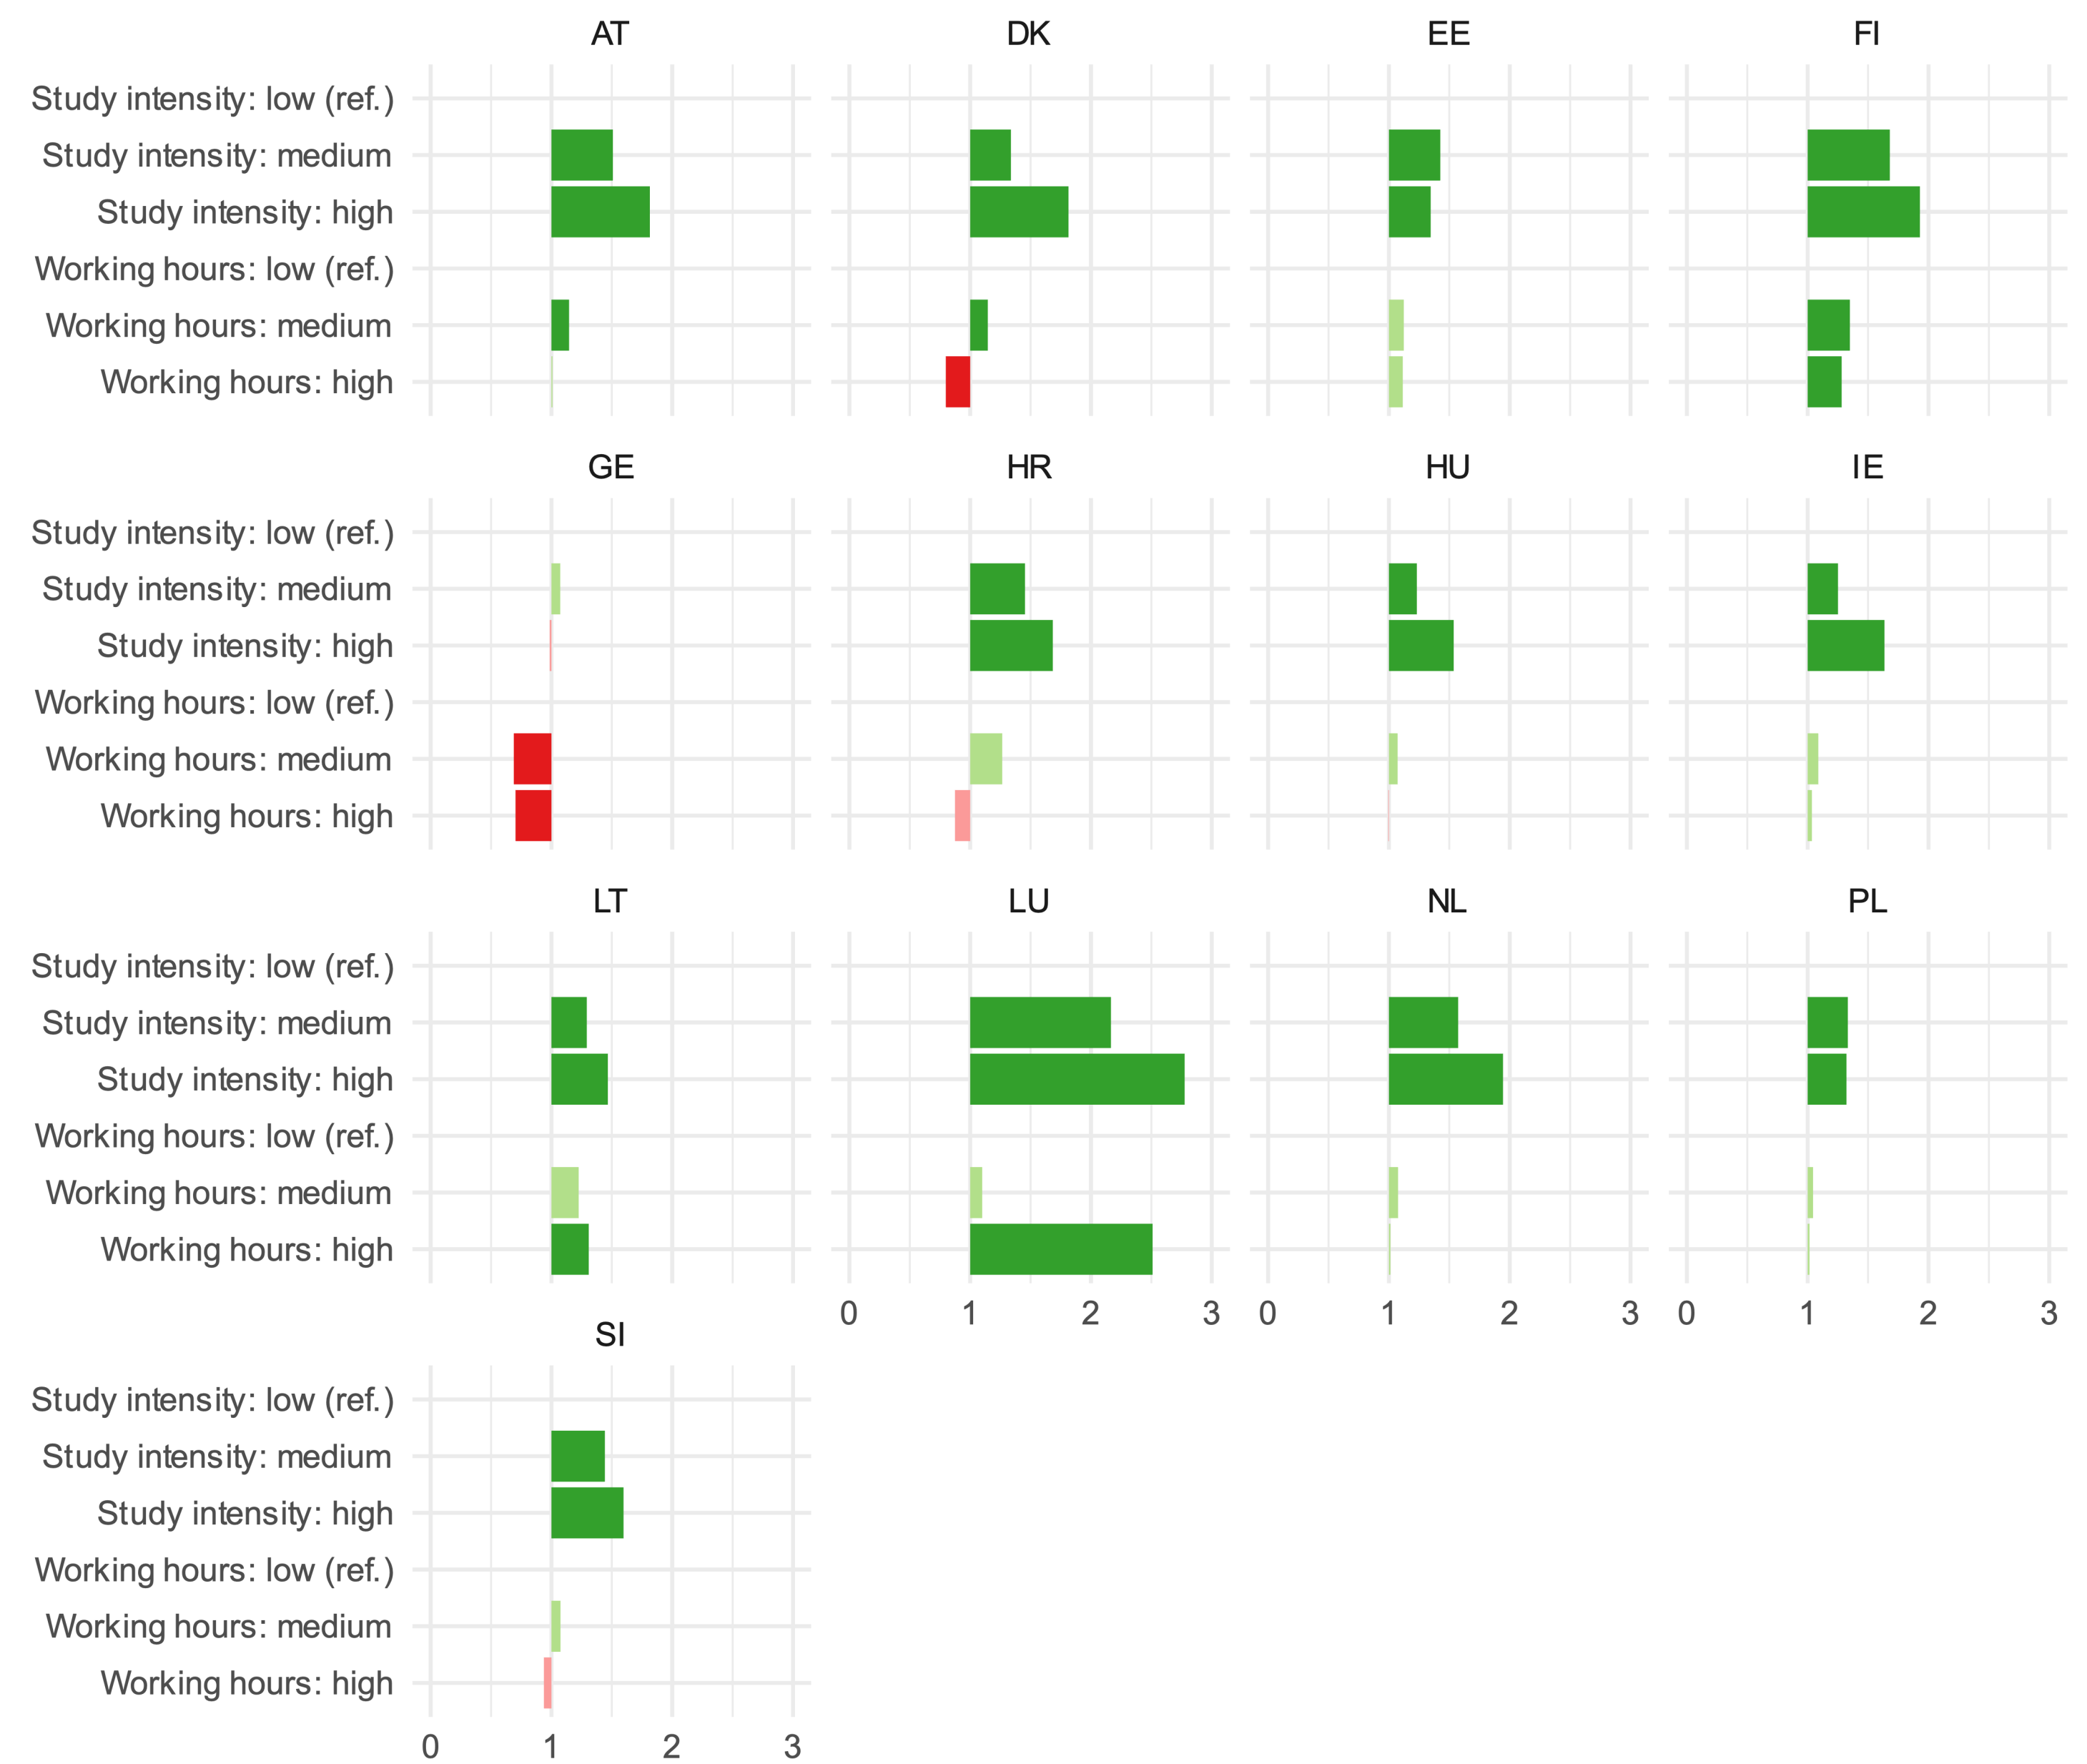 AT DK EE FI
Study intensity: low (ref.)
Study intensity: medium
Study intensity: high
Working hours: low (ref.)
Working hours: medium
Working hours: high
GE HR HU IE
Study intensity: low (ref.)
Study intensity: medium
Study intensity: high
Working hours: low (ref.)
Working hours: medium
Working hours: high
LT LU NL PL
Study intensity: low (ref.)
Study intensity: medium
Study intensity: high
Working hours: low (ref.)
Working hours: medium
Working hours: high
0 1 2 3 0 1 2 3 0 1 2 3
SI
Study intensity: low (ref.)
Study intensity: medium
Study intensity: high
Working hours: low (ref.)
Working hours: medium
Working hours: high
0 1 2 3